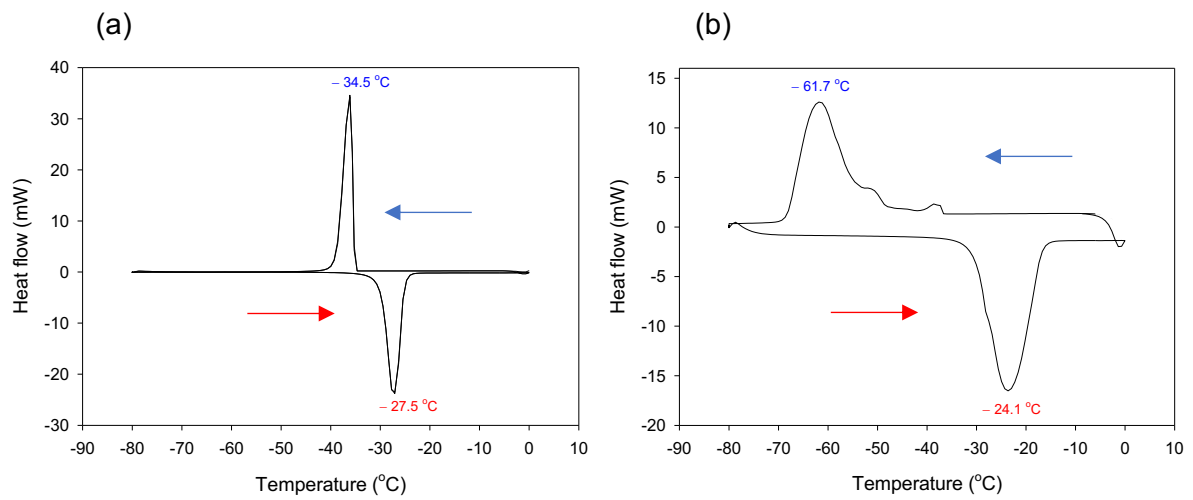 (a)
– 34.5 °C
40
30
20
10
0
-10
-20
-30
Heat flow (mW)
– 27.5 °C
-90 -80 -70 -60 -50 -40 -30 -20 -10 0 10
Temperature (°C)
(b)
– 61.7 °C
15
10
5
0
-5
-10
-15
-20
Heat flow (mW)
– 24.1 °C
-90 -80 -70 -60 -50 -40 -30 -20 -10 0 10
Temperature (°C)